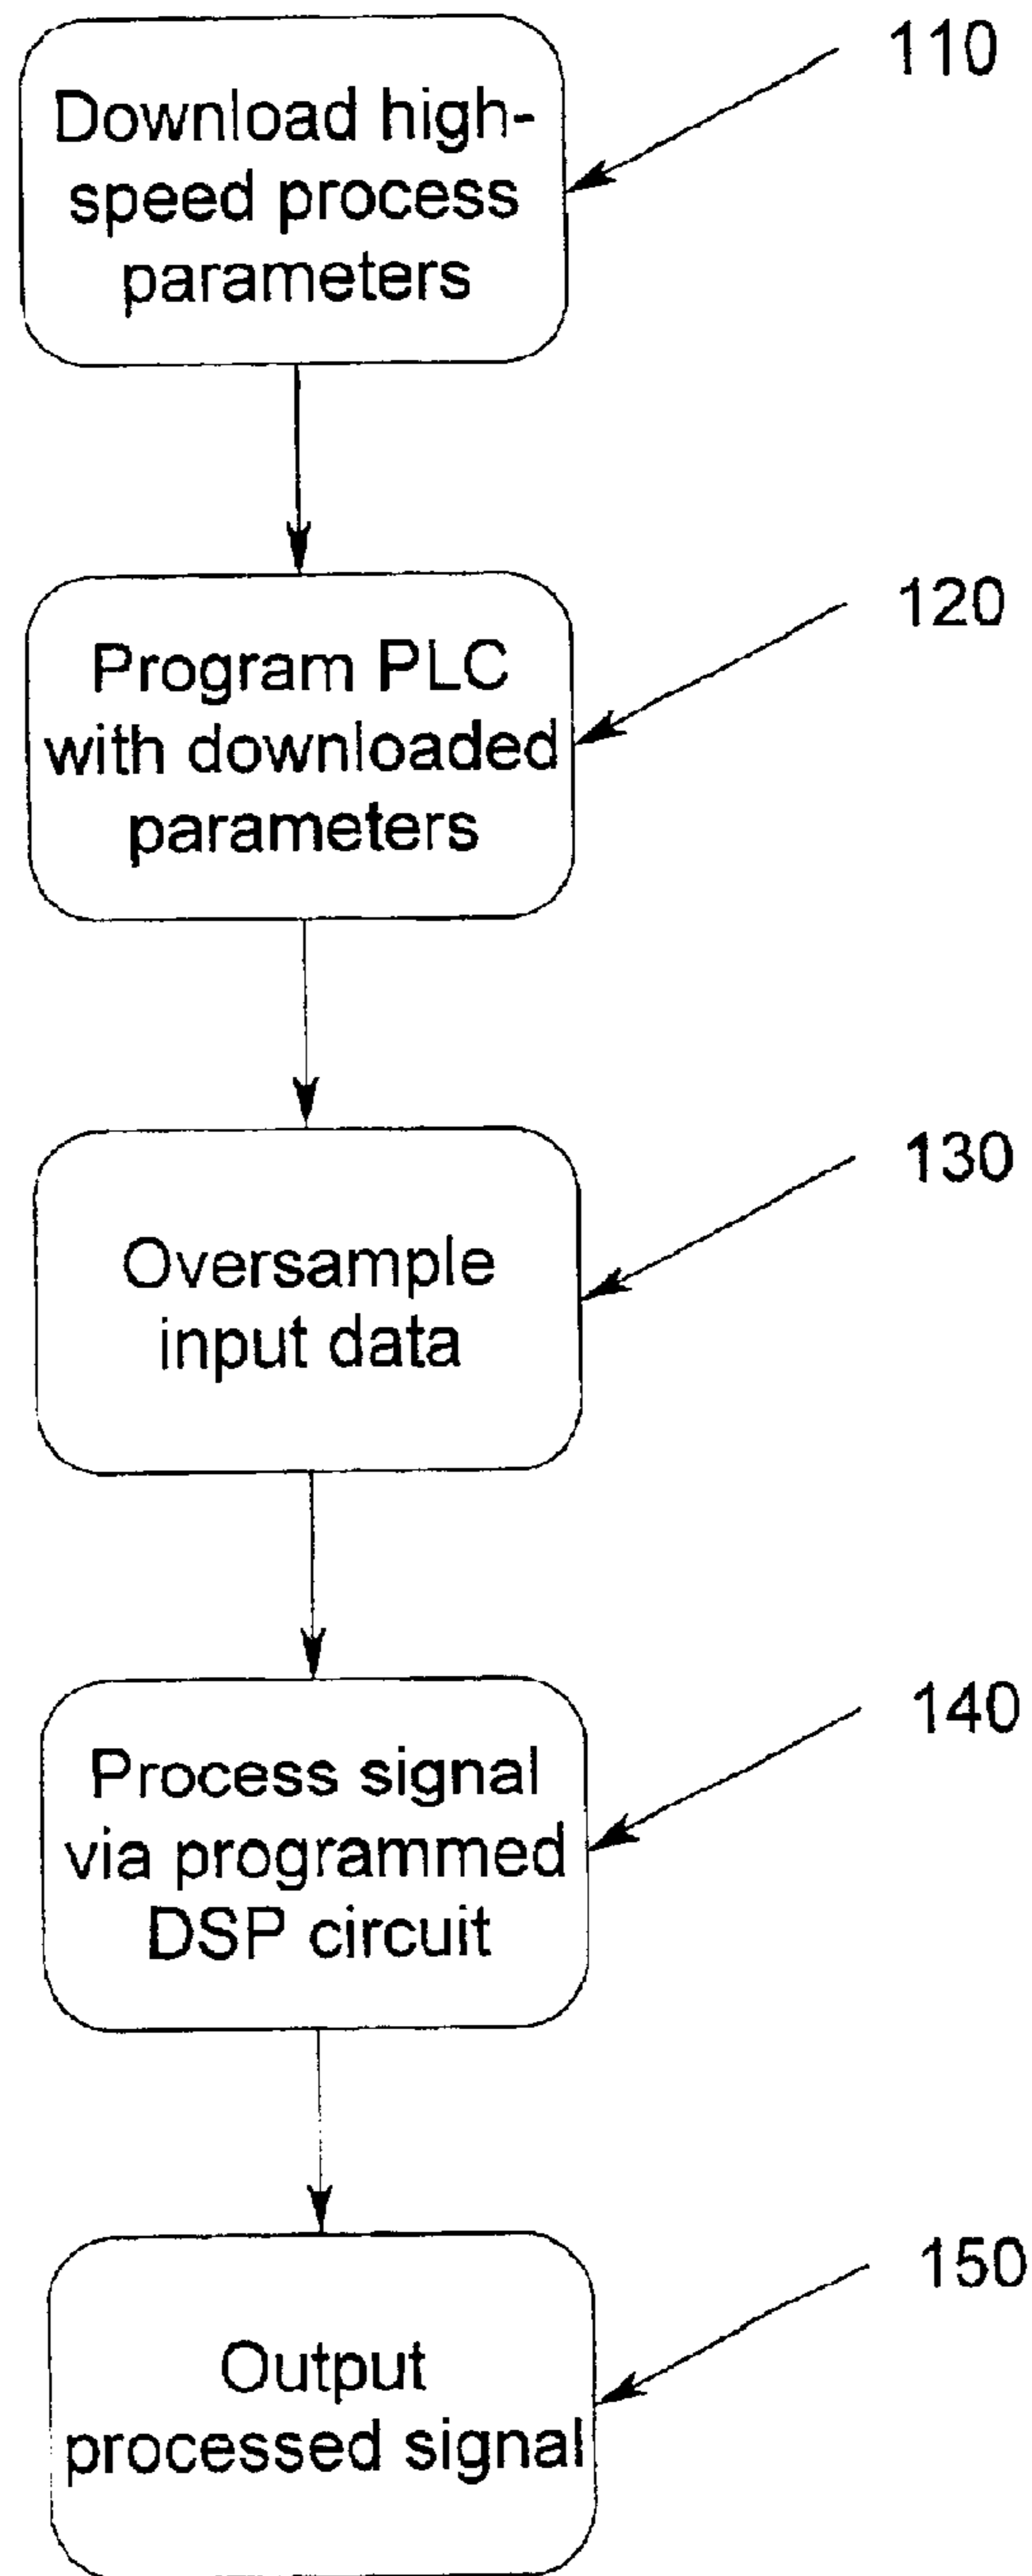 110
Download high-
speed process
parameters
120
Program PLC
with downloaded
parameters
130
Oversample
input data
140
Process signal
via programmed
DSP circuit
150
Output
processed signal